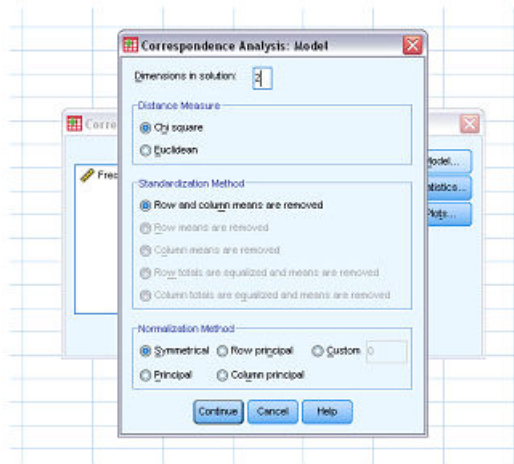 Correspondence Analysis: Model
Dimensions in solution: 2
Distance Measure
Chi square
Euclidean
Standardization Method
Row and column means are removed
Row means are removed
Column means are removed
Row totals are equalized and means are removed
Column totals are equalized and means are removed
Normalization Method
Symmetrical Row principal Custom 0
Principal Column principal
Continue Cancel Help
Corre
Frec
Model...
atistics...
Plots...